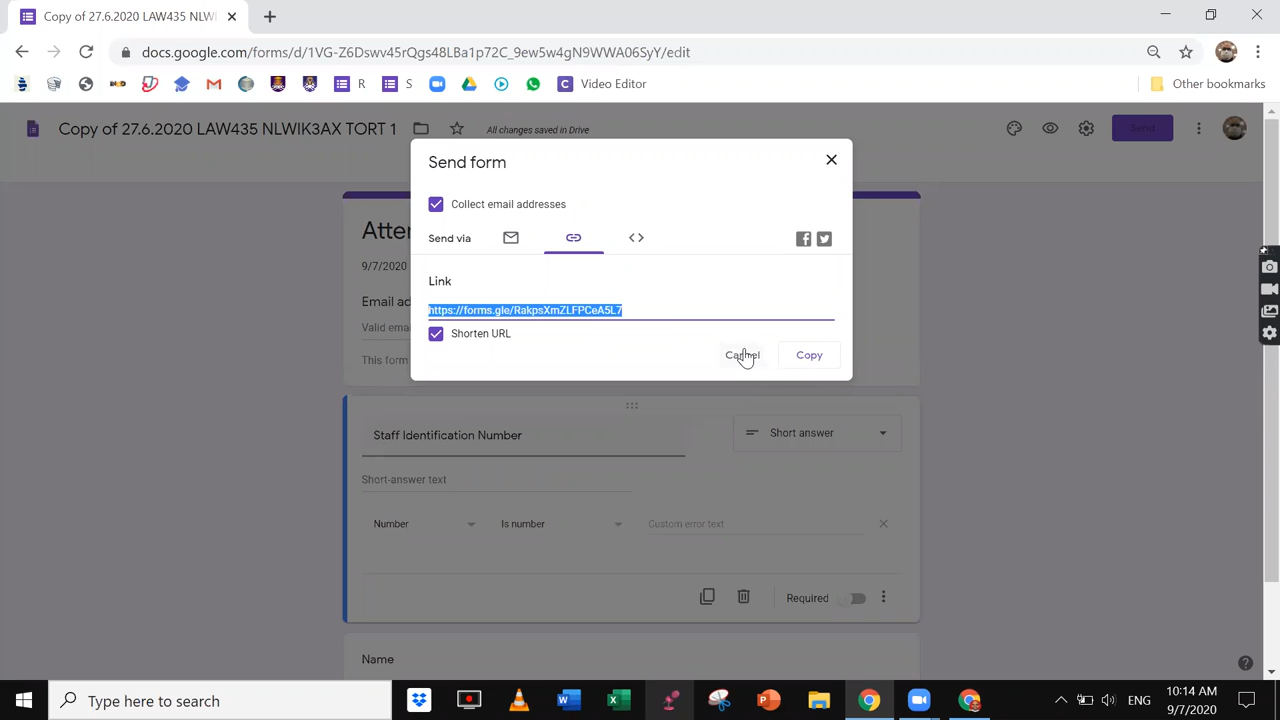 Copy of 27.6.2020 LAW435 NLWI
docs.google.com/forms/d/1VG-Z6Dswv45rQgs48LBa1p72C_9ew5w4gN9WWA06SyY/edit
R
S
Video Editor
Other bookmarks
Copy of 27.6.2020 LAW435 NLWIK3AX TORT 1
All changes saved in Drive
Send
Send form
Collect email addresses
Send via
Link
https://forms.gle/RakpsXmZLFPCeA5L7
Shorten URL
Cancel
Copy
Atten
9/7/2020
Email ad
Valid emai
This form
Staff Identification Number
Short answer
Short-answer text
Number
Is number
Custom error text
Required
Name
Type here to search
ENG
10:14 AM
9/7/2020